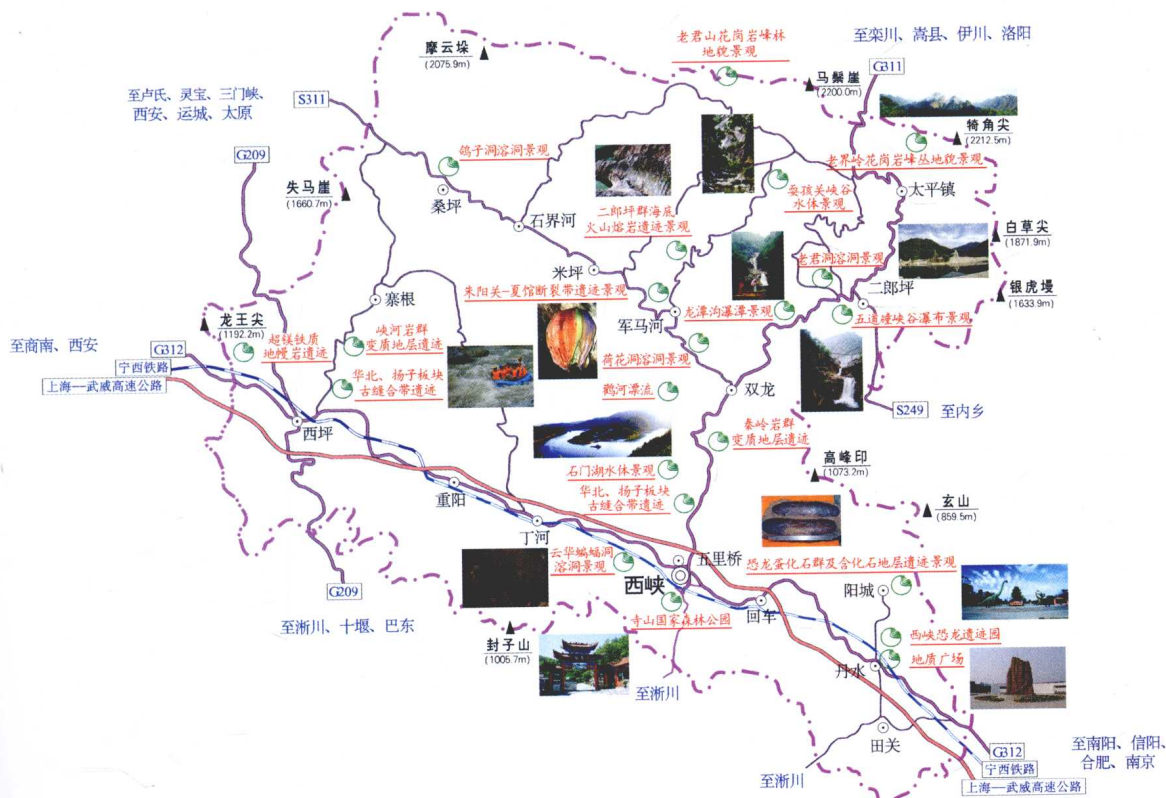 老君山花岗岩峰林
地貌景观
至栾川、嵩县、伊川、洛阳
摩云垛
(2075.9m)
G311
马鬃崖
(2200.0m)
至卢氏、灵宝、三门峡、
西安、运城、太原
S311
犄角尖
(2212.5m)
G209
鸽子洞溶洞景观
老界岭花岗岩峰丛地貌景观
失马崖
(1660.7m)
桑坪
耍孩关峡谷
水体景观
太平镇
石界河
二郎坪群海底
火山熔岩遗迹景观
白草尖
(1871.9m)
老君洞溶洞景观
米坪
朱阳关—夏馆断裂带遗迹景观
二郎坪
银虎墁
(1633.9m)
寨根
军马河
龙潭沟瀑潭景观
五道幢峡谷瀑布景观
龙王尖
(1192.2m)
超镁铁质
地幔岩遗迹
峡河岩群
变质地层遗迹
至商南、西安
G312
宁西铁路
上海—武威高速公路
荷花洞溶洞景观
华北、扬子板块
古缝合带遗迹
鹳河漂流
双龙
S249
至内乡
西坪
秦岭岩群
变质地层遗迹
石门湖水体景观
高峰印
(1073.2m)
重阳
华北、扬子板块
古缝合带遗迹
玄山
(859.5m)
丁河
云华蝙蝠洞
溶洞景观
五里桥
恐龙蛋化石群及含化石地层遗迹景观
西峡
阳城
G209
回车
寺山国家森林公园
至淅川、十堰、巴东
封子山
(1005.7m)
西峡恐龙遗迹园
地质广场
丹水
至淅川
田关
G312
至南阳、信阳、
合肥、南京
宁西铁路
至淅川
上海—武威高速公路